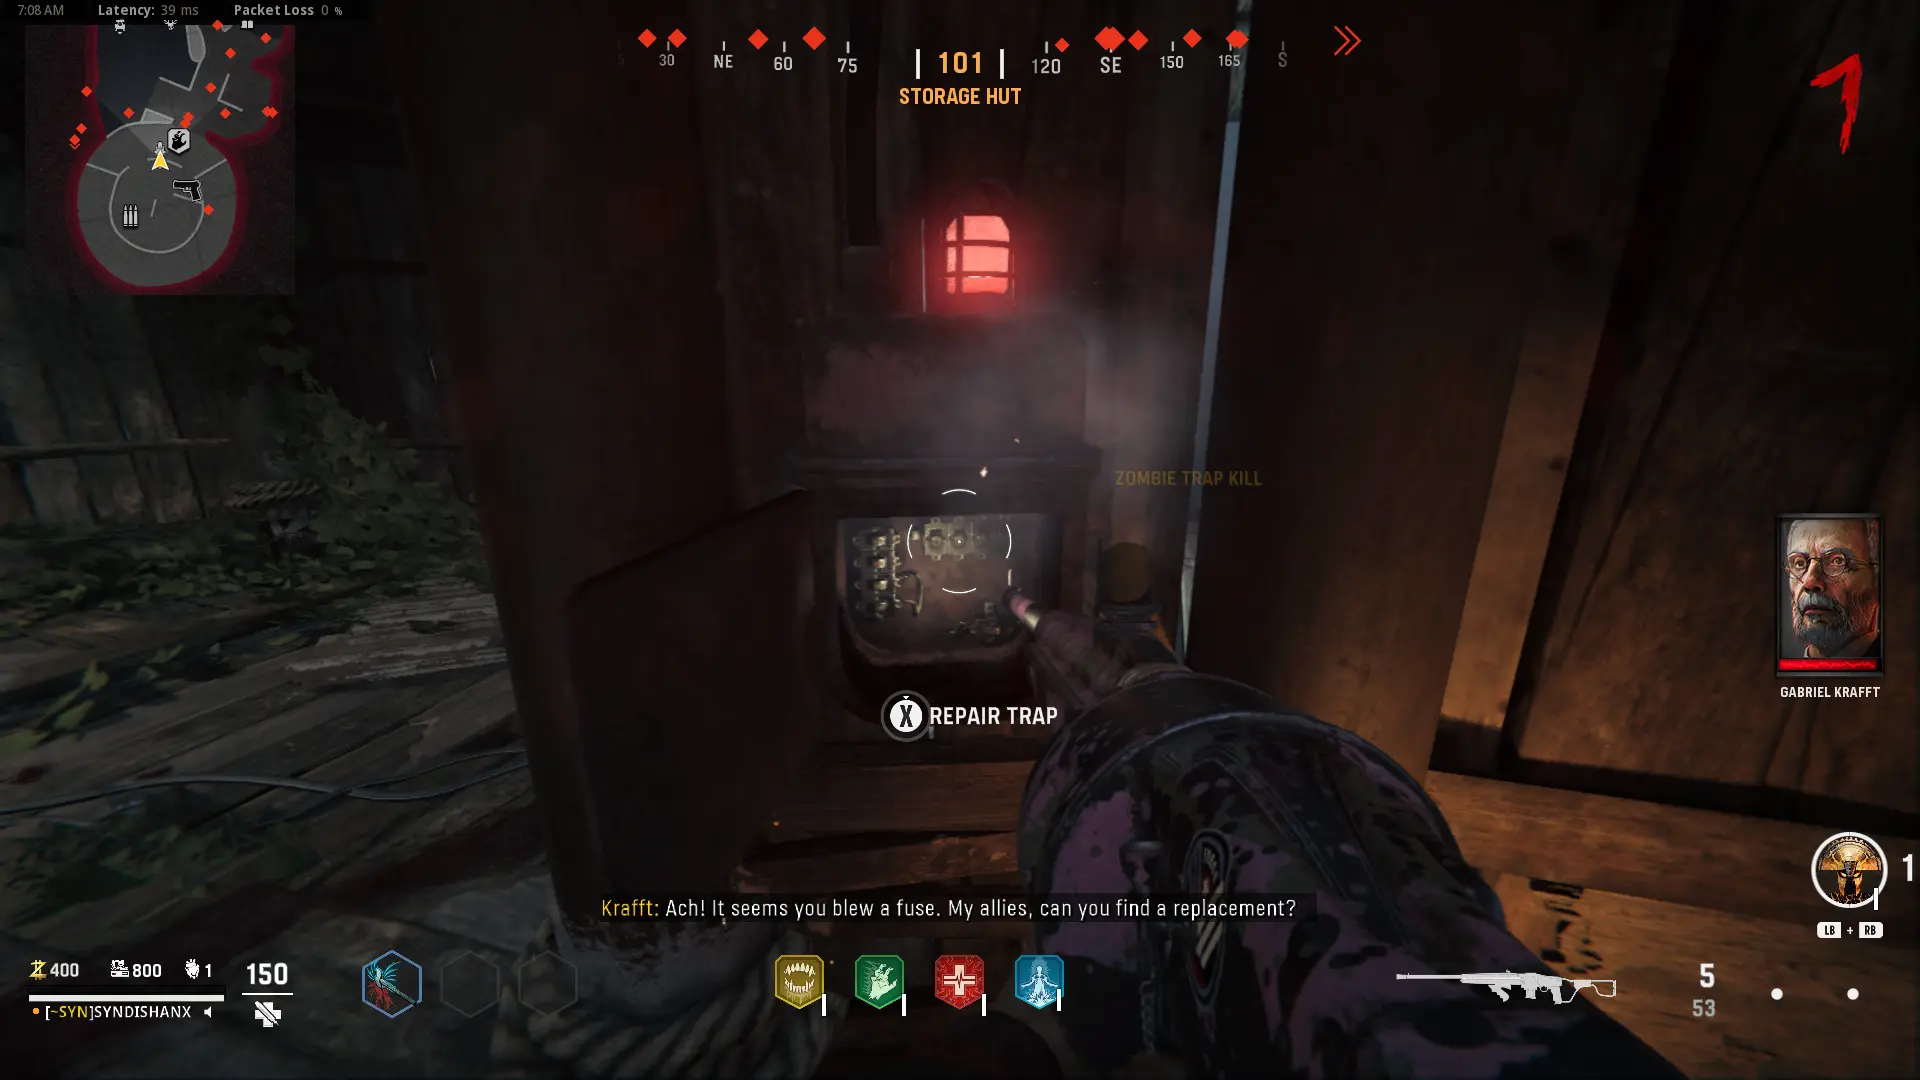 7:08 AM Latency: 39 ms Packet Loss 0 %
30 NE 60 75 101 120 SE 150 165 S
STORAGE HUT
ZOMBIE TRAP KILL
X REPAIR TRAP
GABRIEL KRAFFT
1
LB + RB
Krafft: Ach! It seems you blew a fuse. My allies, can you find a replacement?
400 800 1 150
[~SYN]SYNDISHANX
5
53